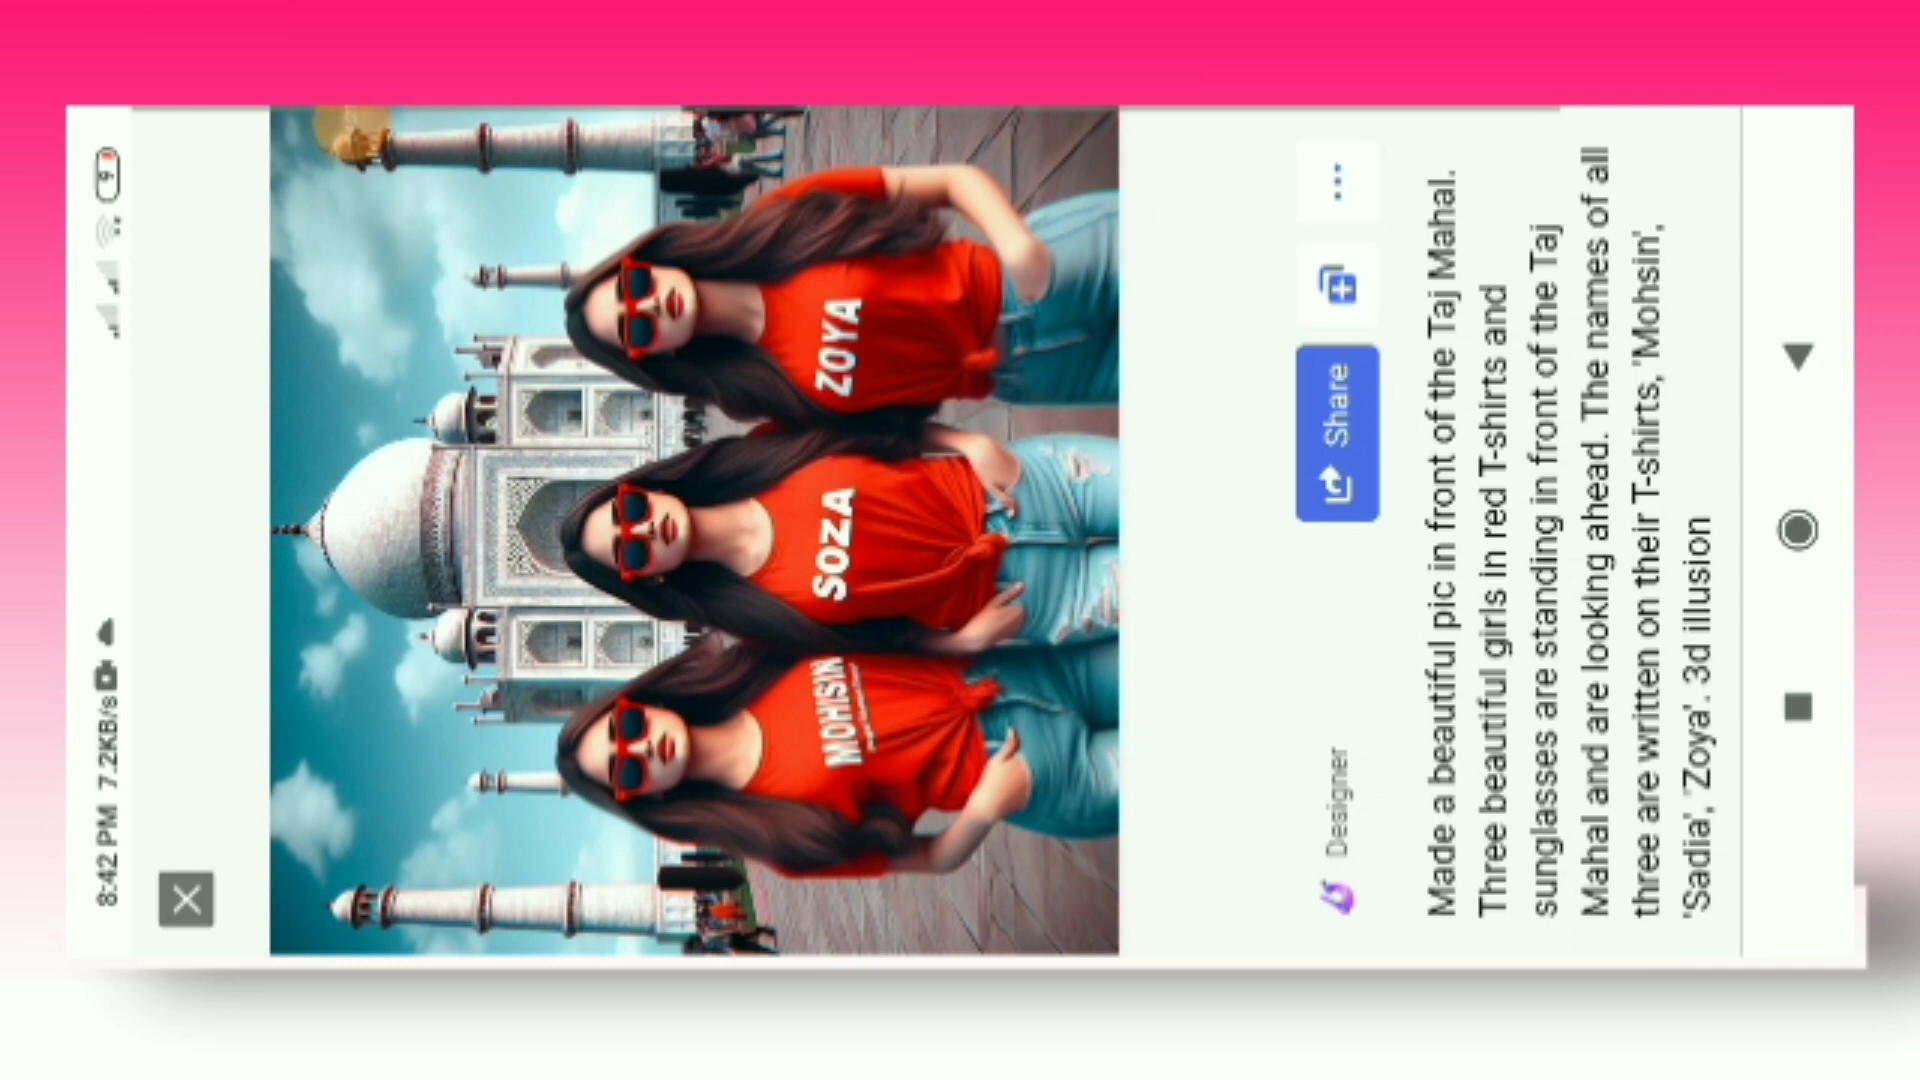 8:42 PM 7.2KB/s
9
MOHISIN
SOZA
ZOYA
Designer
Share
Made a beautiful pic in front of the Taj Mahal.
Three beautiful girls in red T-shirts and
sunglasses are standing in front of the Taj
Mahal and are looking ahead. The names of all
three are written on their T-shirts, 'Mohsin',
'Sadia', 'Zoya'. 3d illusion